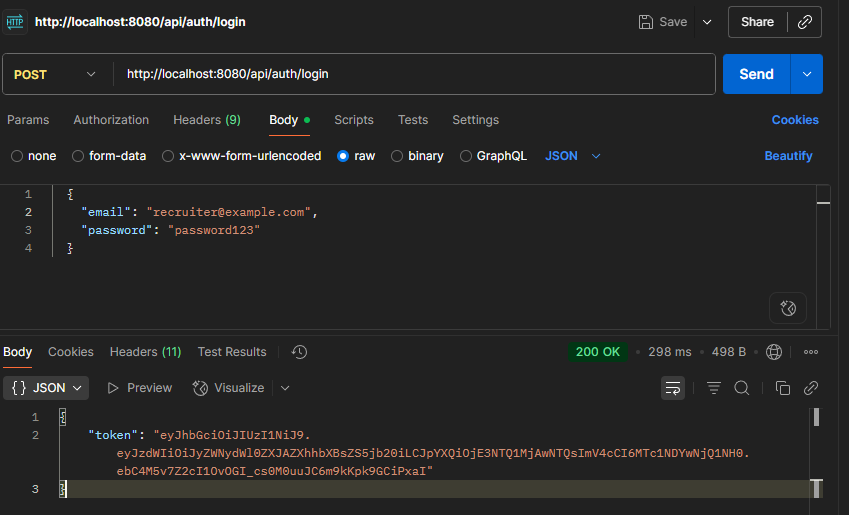 HTTP http://localhost:8080/api/auth/login Save Share
POST http://localhost:8080/api/auth/login Send
Params Authorization Headers (9) Body Scripts Tests Settings Cookies
none form-data x-www-form-urlencoded raw binary GraphQL JSON Beautify
1 {
2 "email": "recruiter@example.com",
3 "password": "password123"
4 }
Body Cookies Headers (11) Test Results 200 OK 298 ms 498 B
{} JSON Preview Visualize
1 {
2 "token": "eyJhbGciOiJIUzI1NiJ9.
eyJzdWIiOiJyZWNydWl0ZXJAZXhhbXBsZS5jb20iLCJpYXQiOjE3NTQ1MjAwNTQsImV4cCI6MTc1NDYwNjQ1NH0.
ebC4M5v7Z2cI1OvOGI_cs0M0uuJC6m9kKpk9GCiPxaI"
3 }